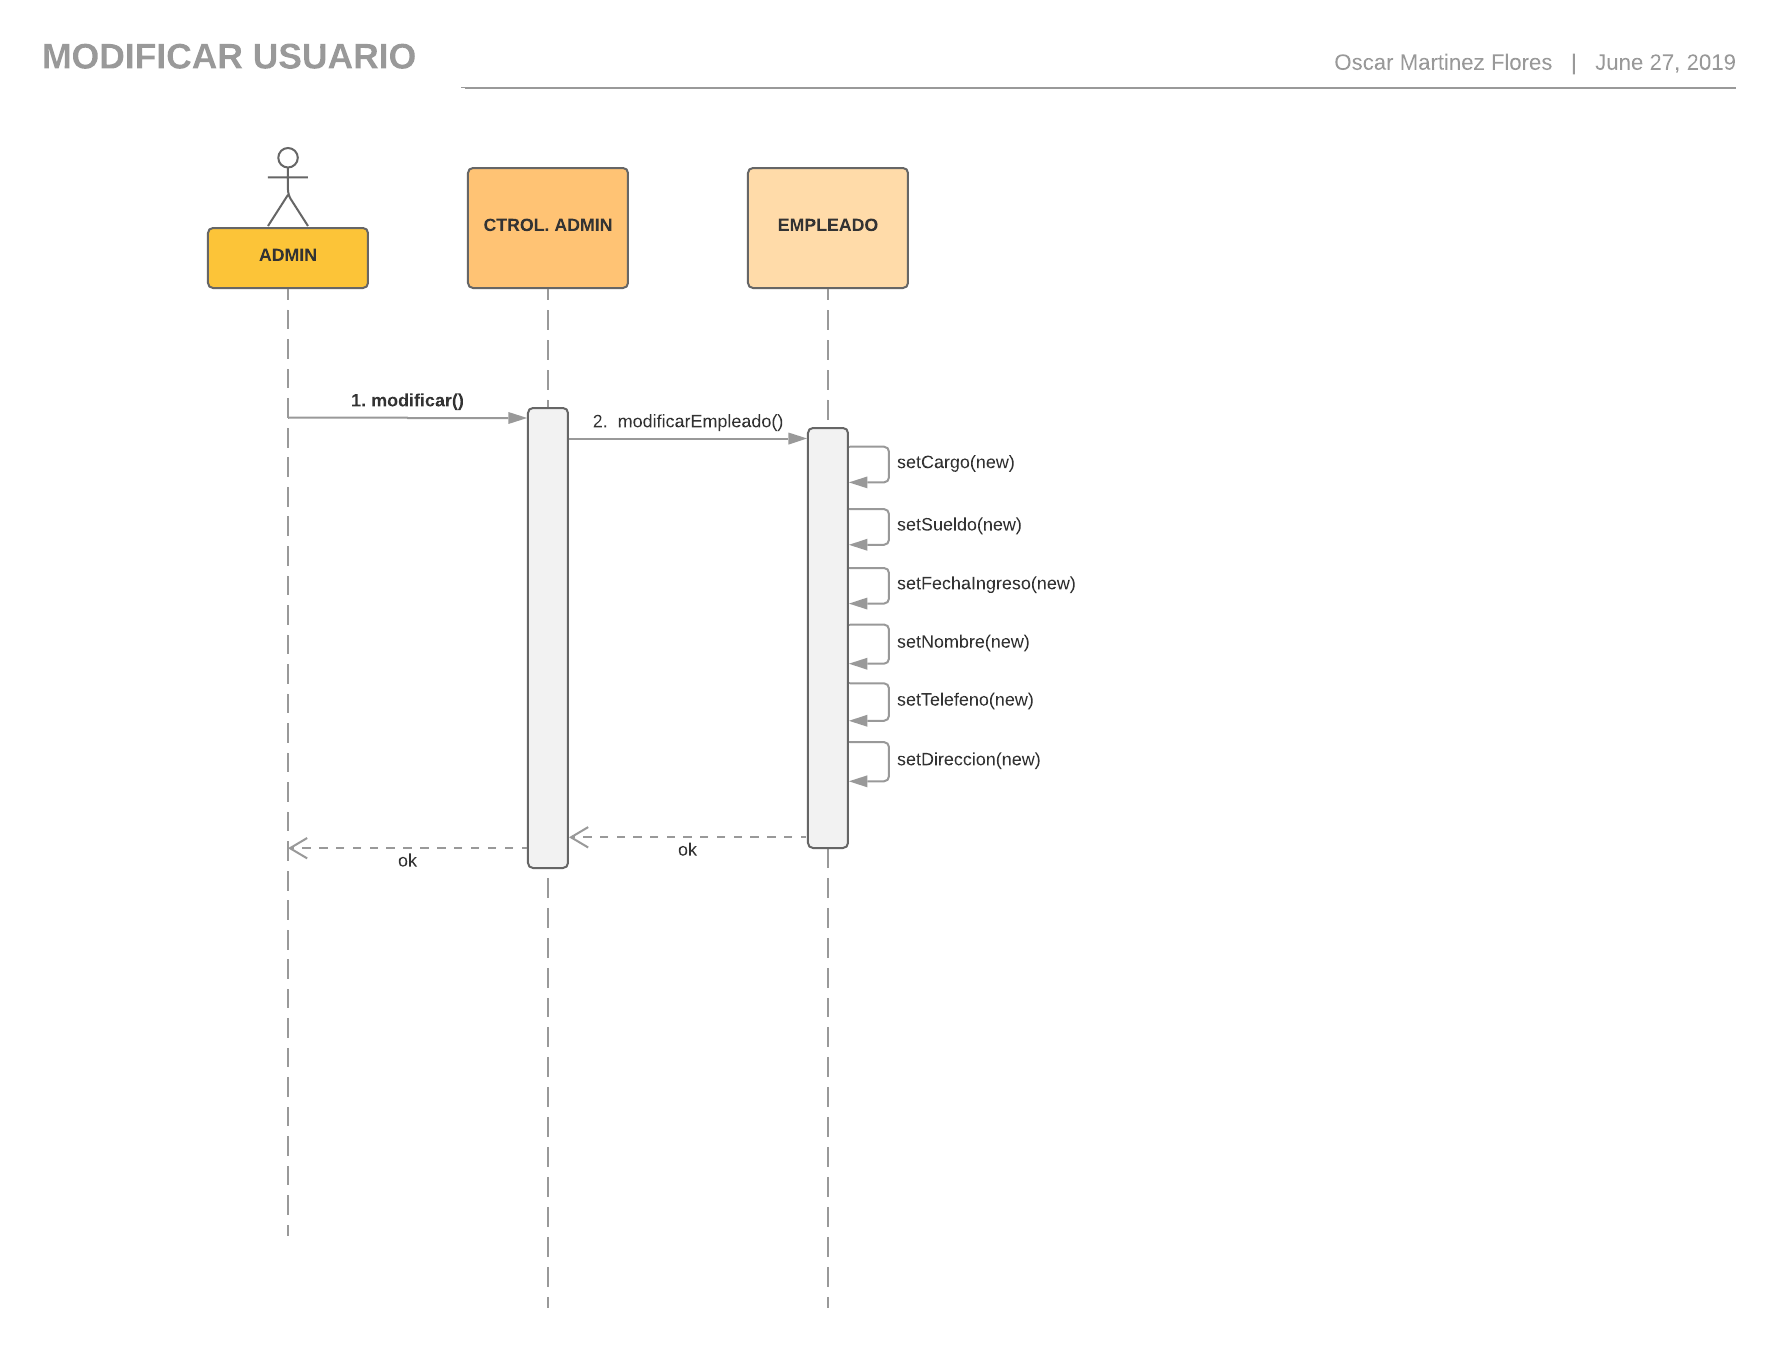 MODIFICAR USUARIO
Oscar Martinez Flores | June 27, 2019
ADMIN
CTROL. ADMIN
EMPLEADO
1. modificar()
2. modificarEmpleado()
setCargo(new)
setSueldo(new)
setFechaIngreso(new)
setNombre(new)
setTelefeno(new)
setDireccion(new)
ok
ok